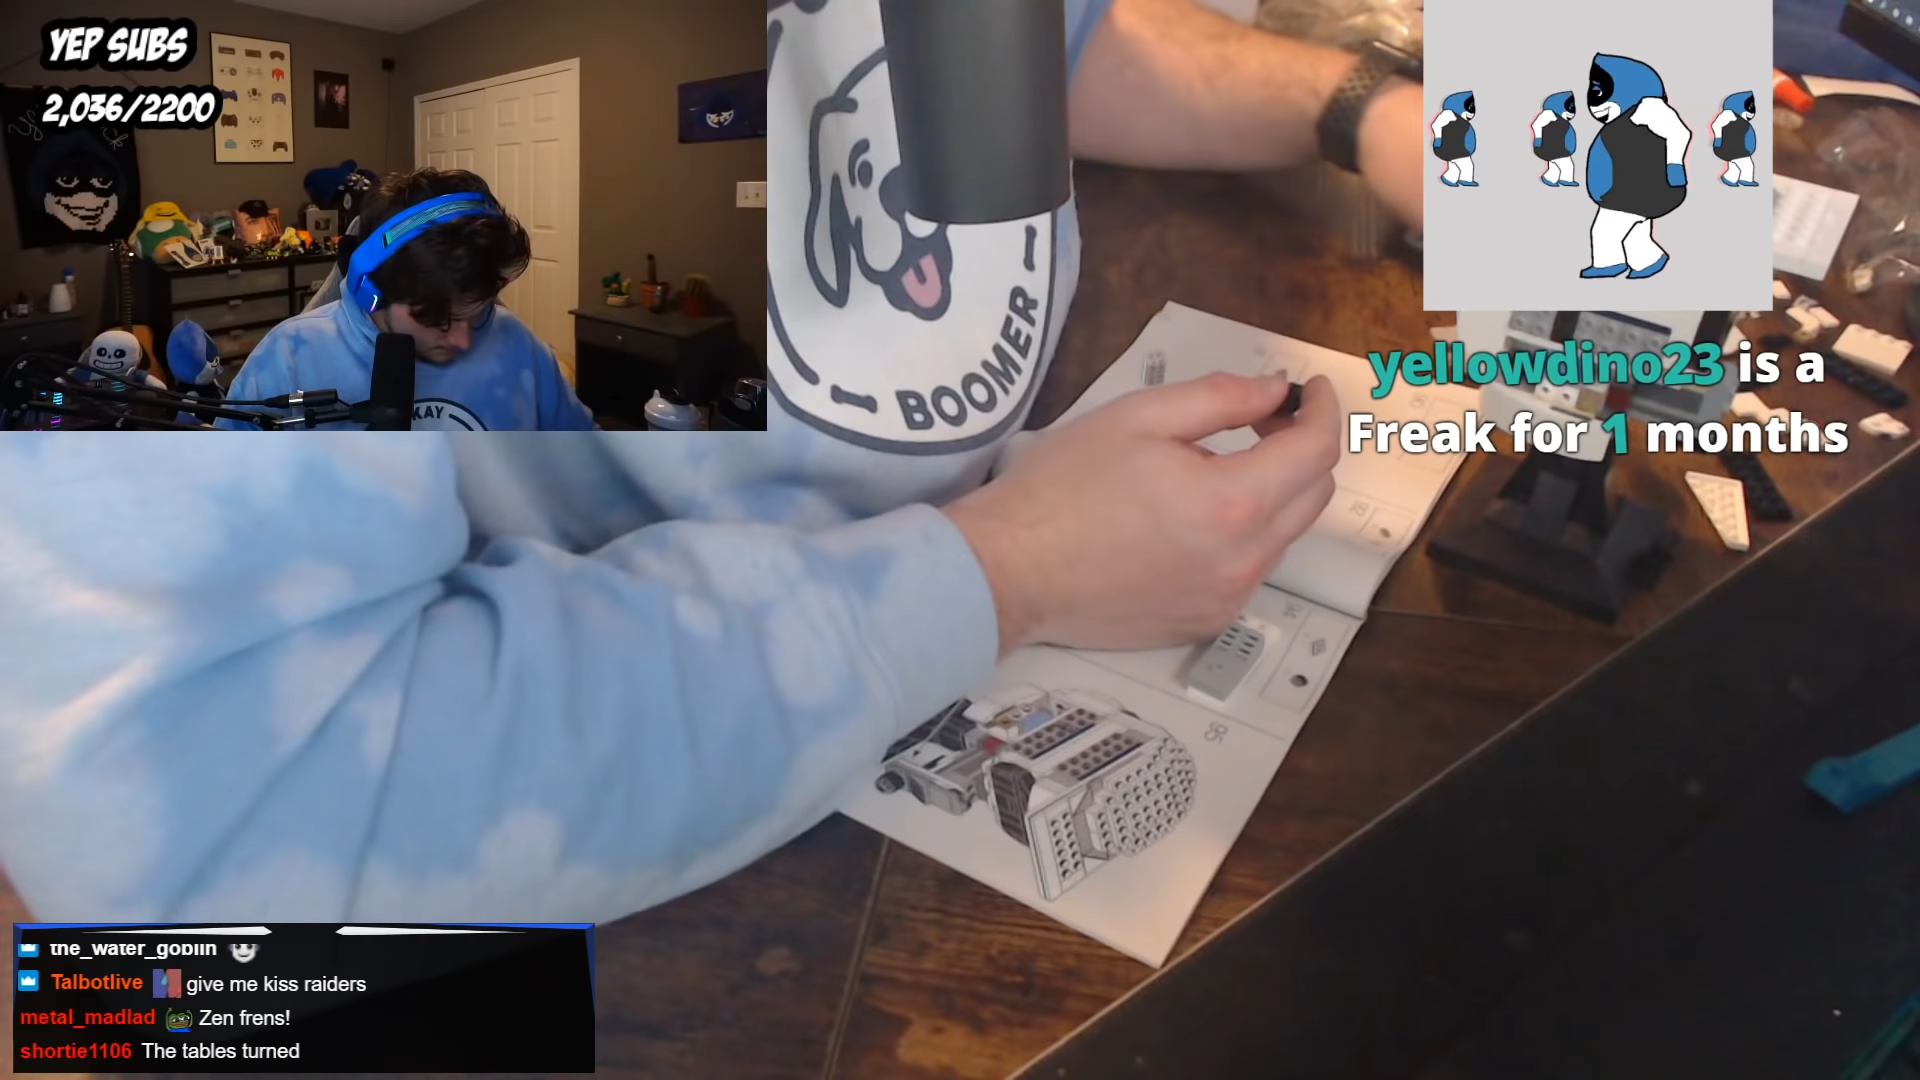 YEP SUBS
2,036/2200
KAY
BOOMER
yellowdino23 is a
Freak for 1 months
the_water_goblin
Talbotlive give me kiss raiders
metal_madlad Zen frens!
shortie1106 The tables turned